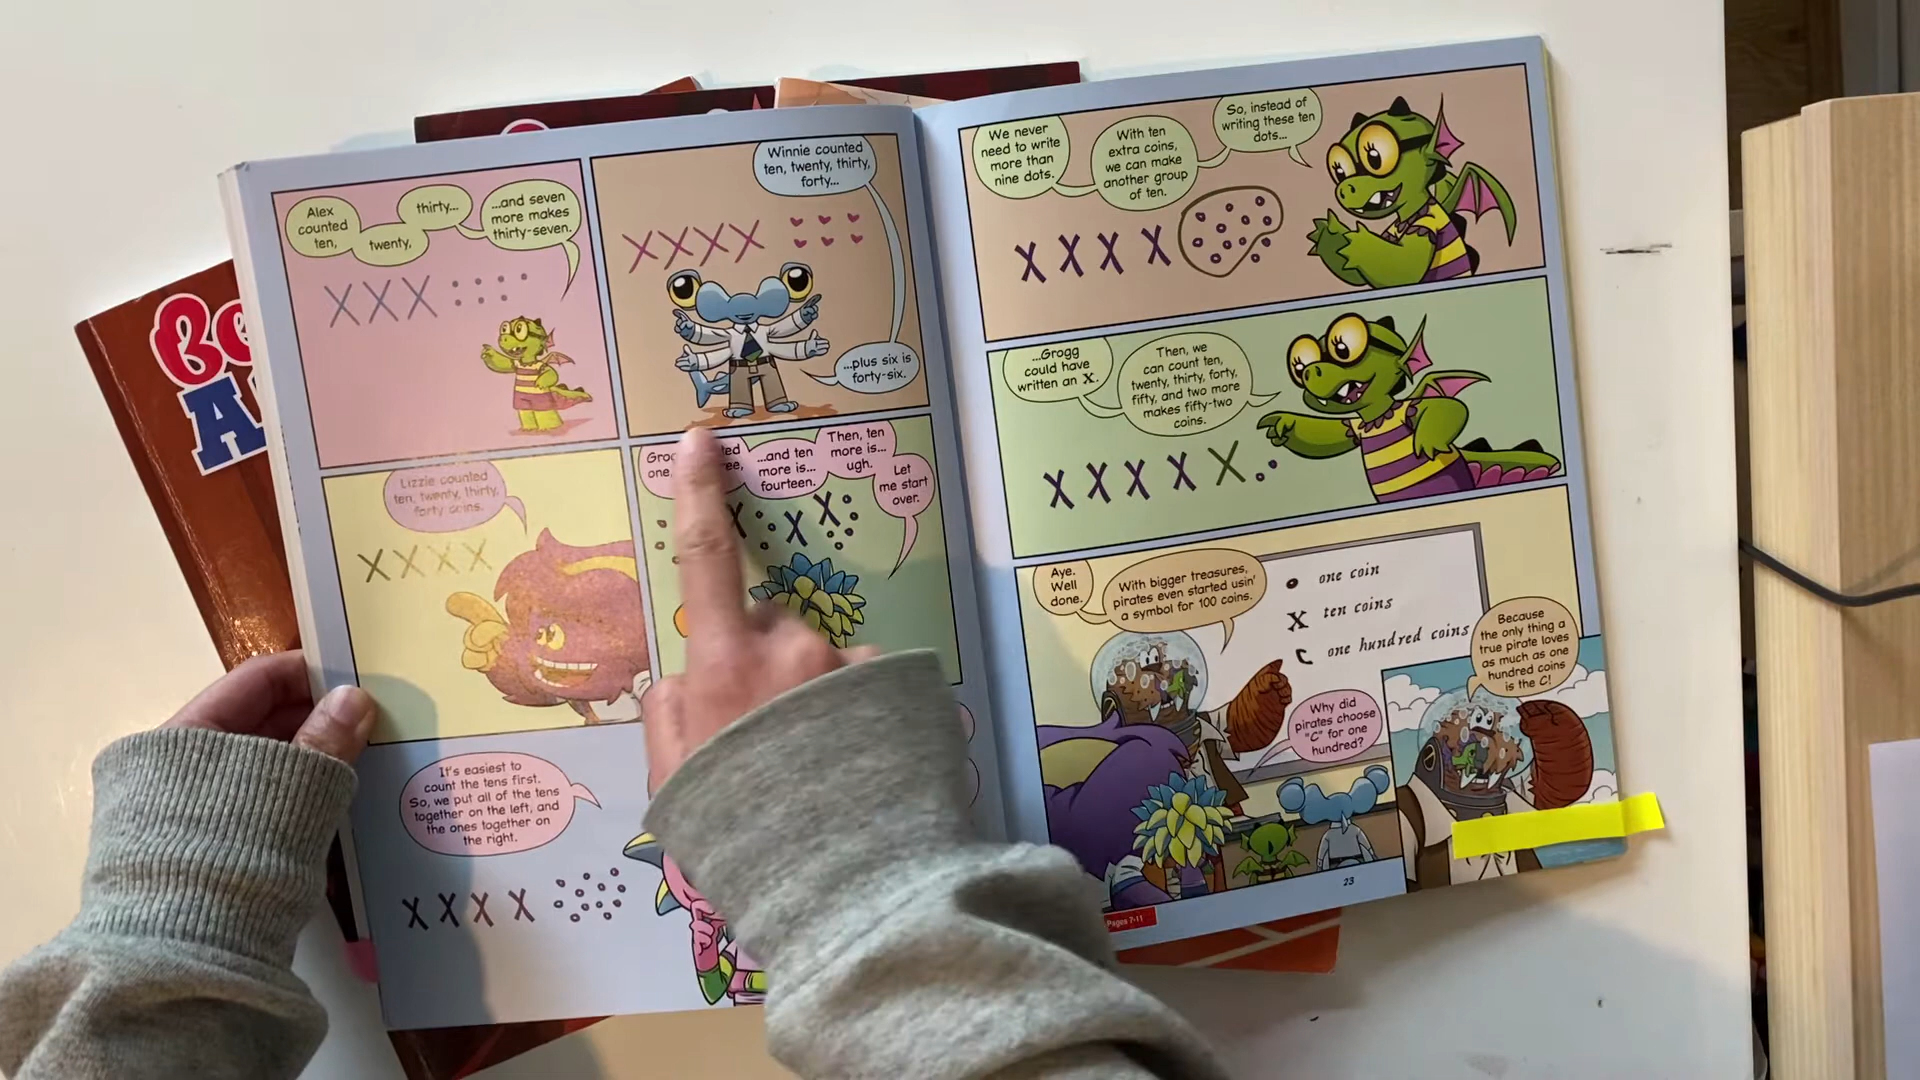 Alex
counted
ten,
twenty,
thirty...
...and seven
more makes
thirty-seven.
X X X
Winnie counted
ten, twenty, thirty,
forty...
X X X X
...plus six is
forty-six.
Lizzie counted
ten, twenty, thirty,
forty coins.
X X X X
one,
...and ten
more is...
fourteen.
Then, ten
more is...
ugh.
Let
me start
over.
X X X
It's easiest to
count the tens first.
So, we put all of the tens
together on the left, and
the ones together on
the right.
X X X X
We never
need to write
more than
nine dots.
With ten
extra coins,
we can make
another group
of ten.
So, instead of
writing these ten
dots...
X X X X
...Grogg
could have
written an X.
Then, we
can count ten,
twenty, thirty, forty,
fifty, and two more
makes fifty-two
coins.
X X X X X
Aye.
Well
done.
With bigger treasures,
pirates even started usin'
a symbol for 100 coins.
one coin
X ten coins
C one hundred coins
Why did
pirates choose
"C" for one
hundred?
Because
the only thing a
true pirate loves
as much as one
hundred coins
is the C!
23
Pages 7-11